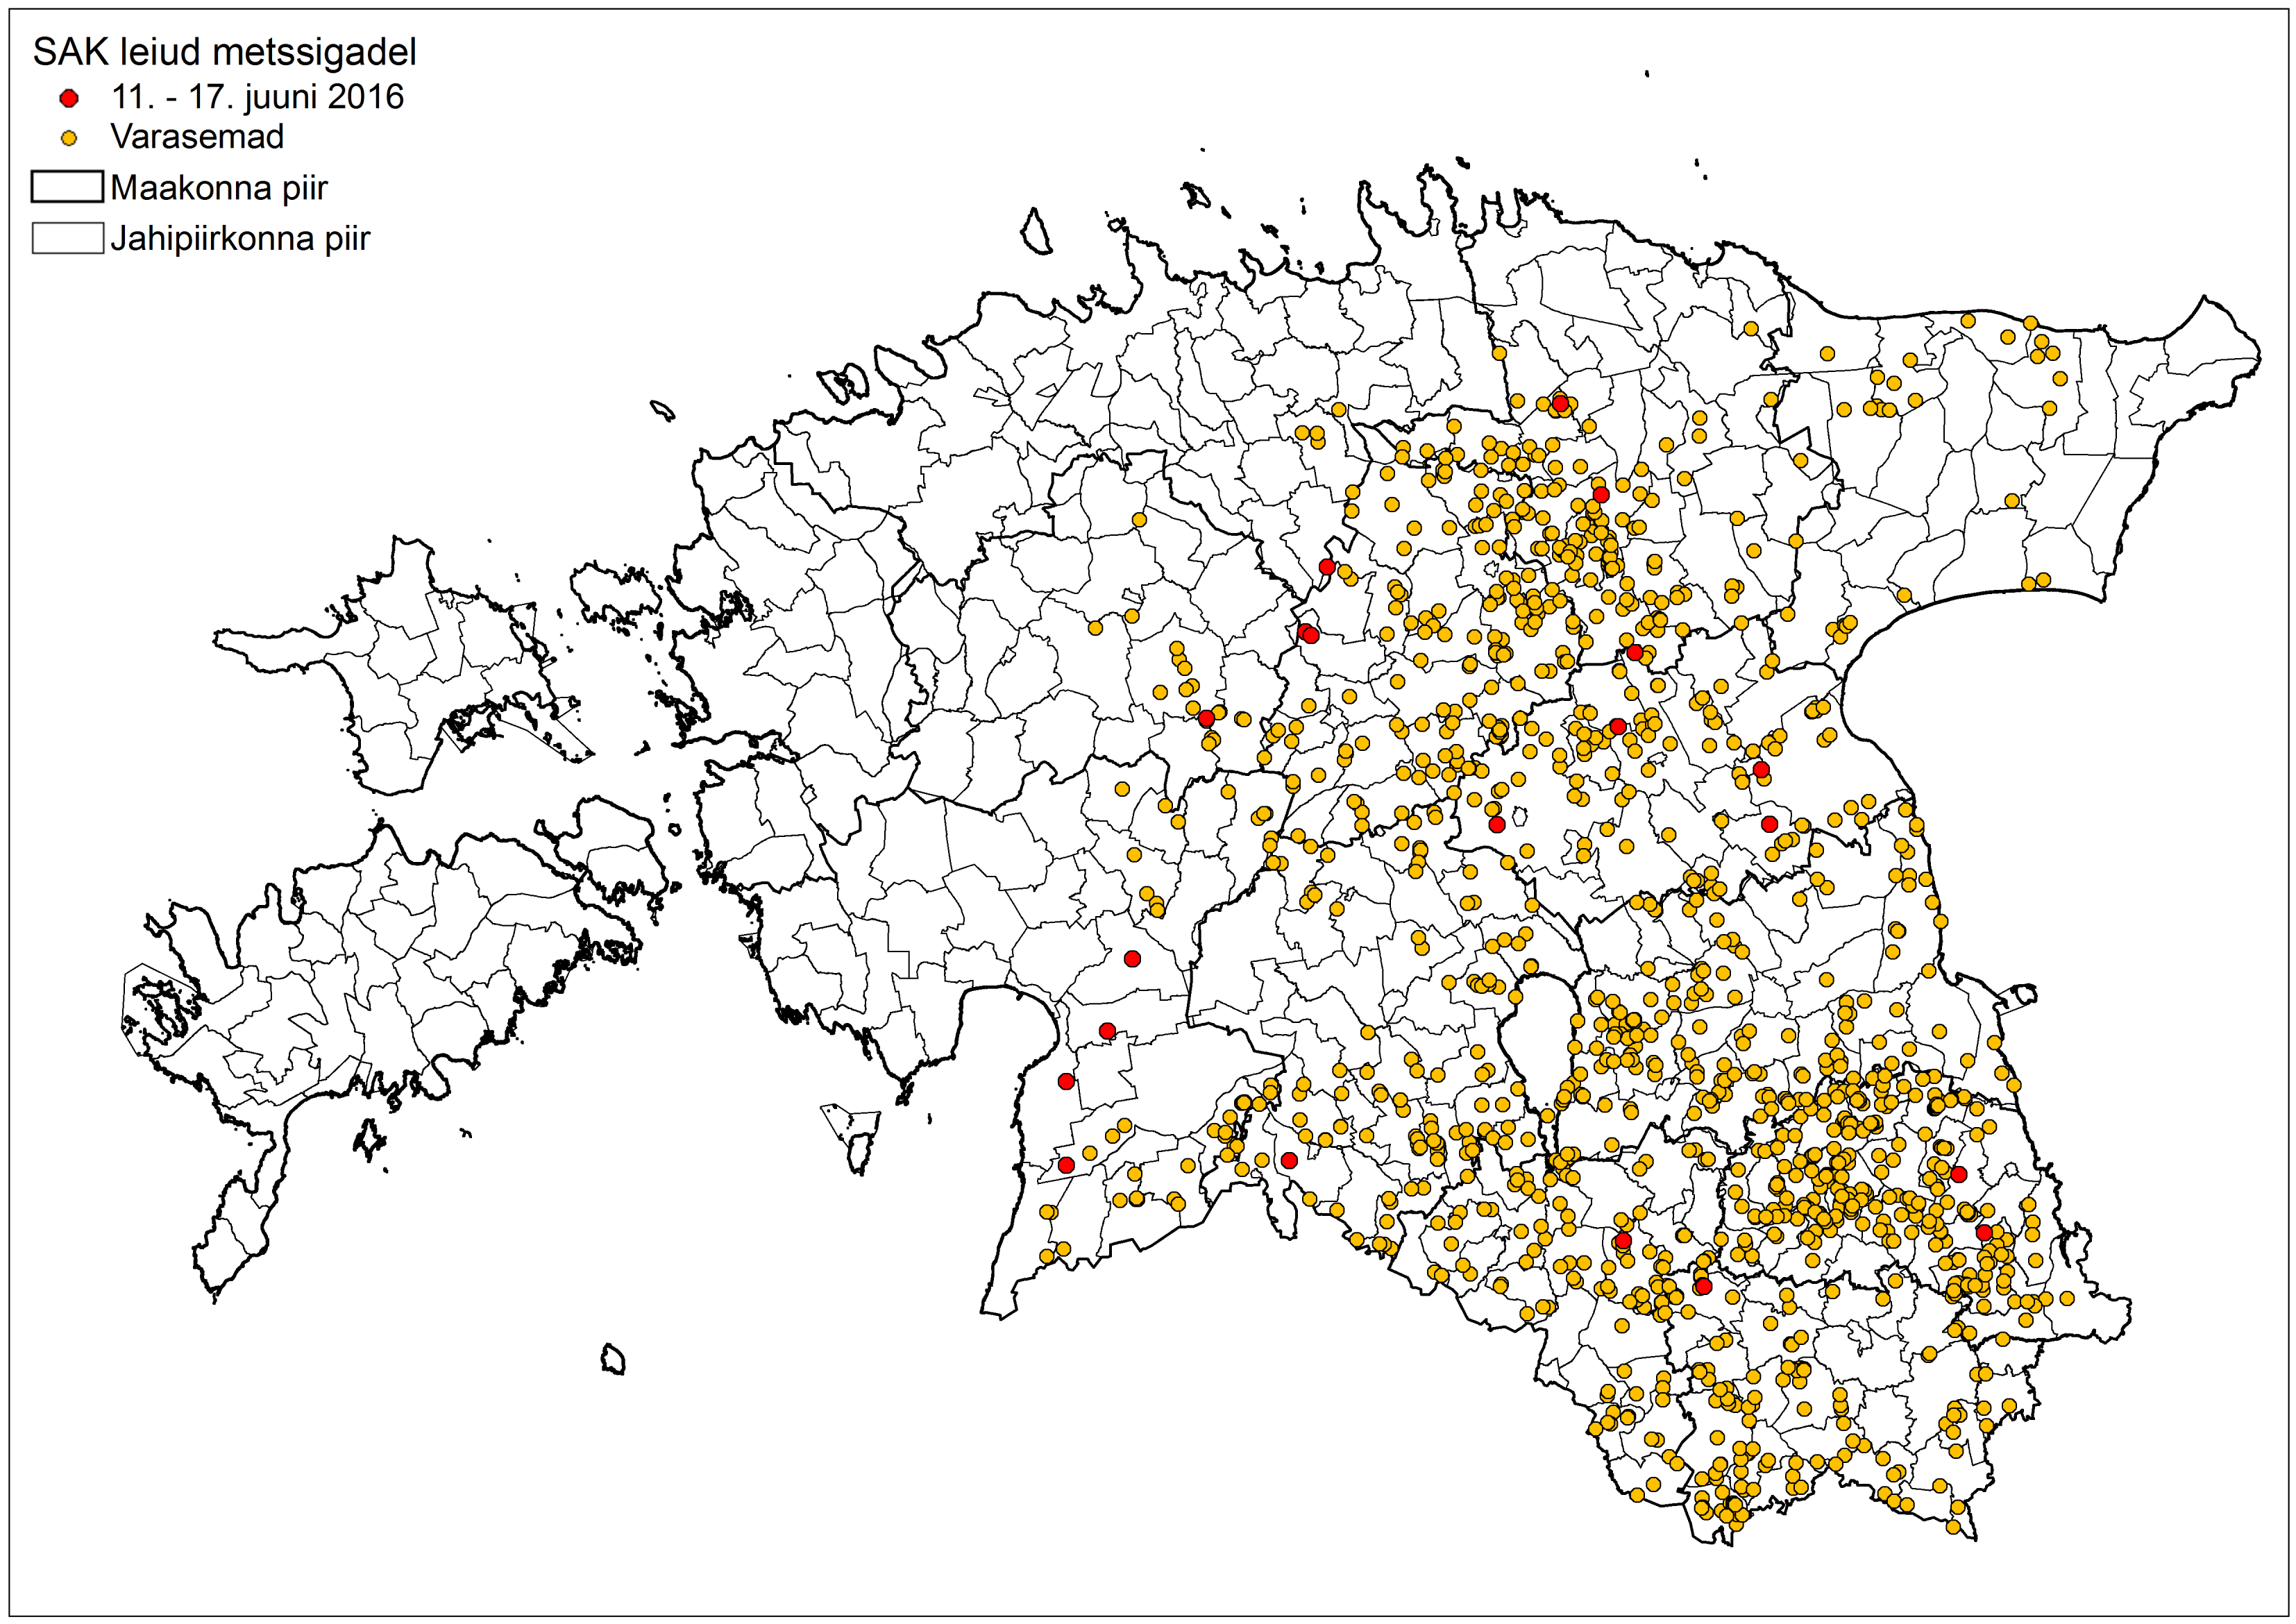 SAK leiud metssigadel
11. - 17. juuni 2016
Varasemad
Maakonna piir
Jahipiirkonna piir